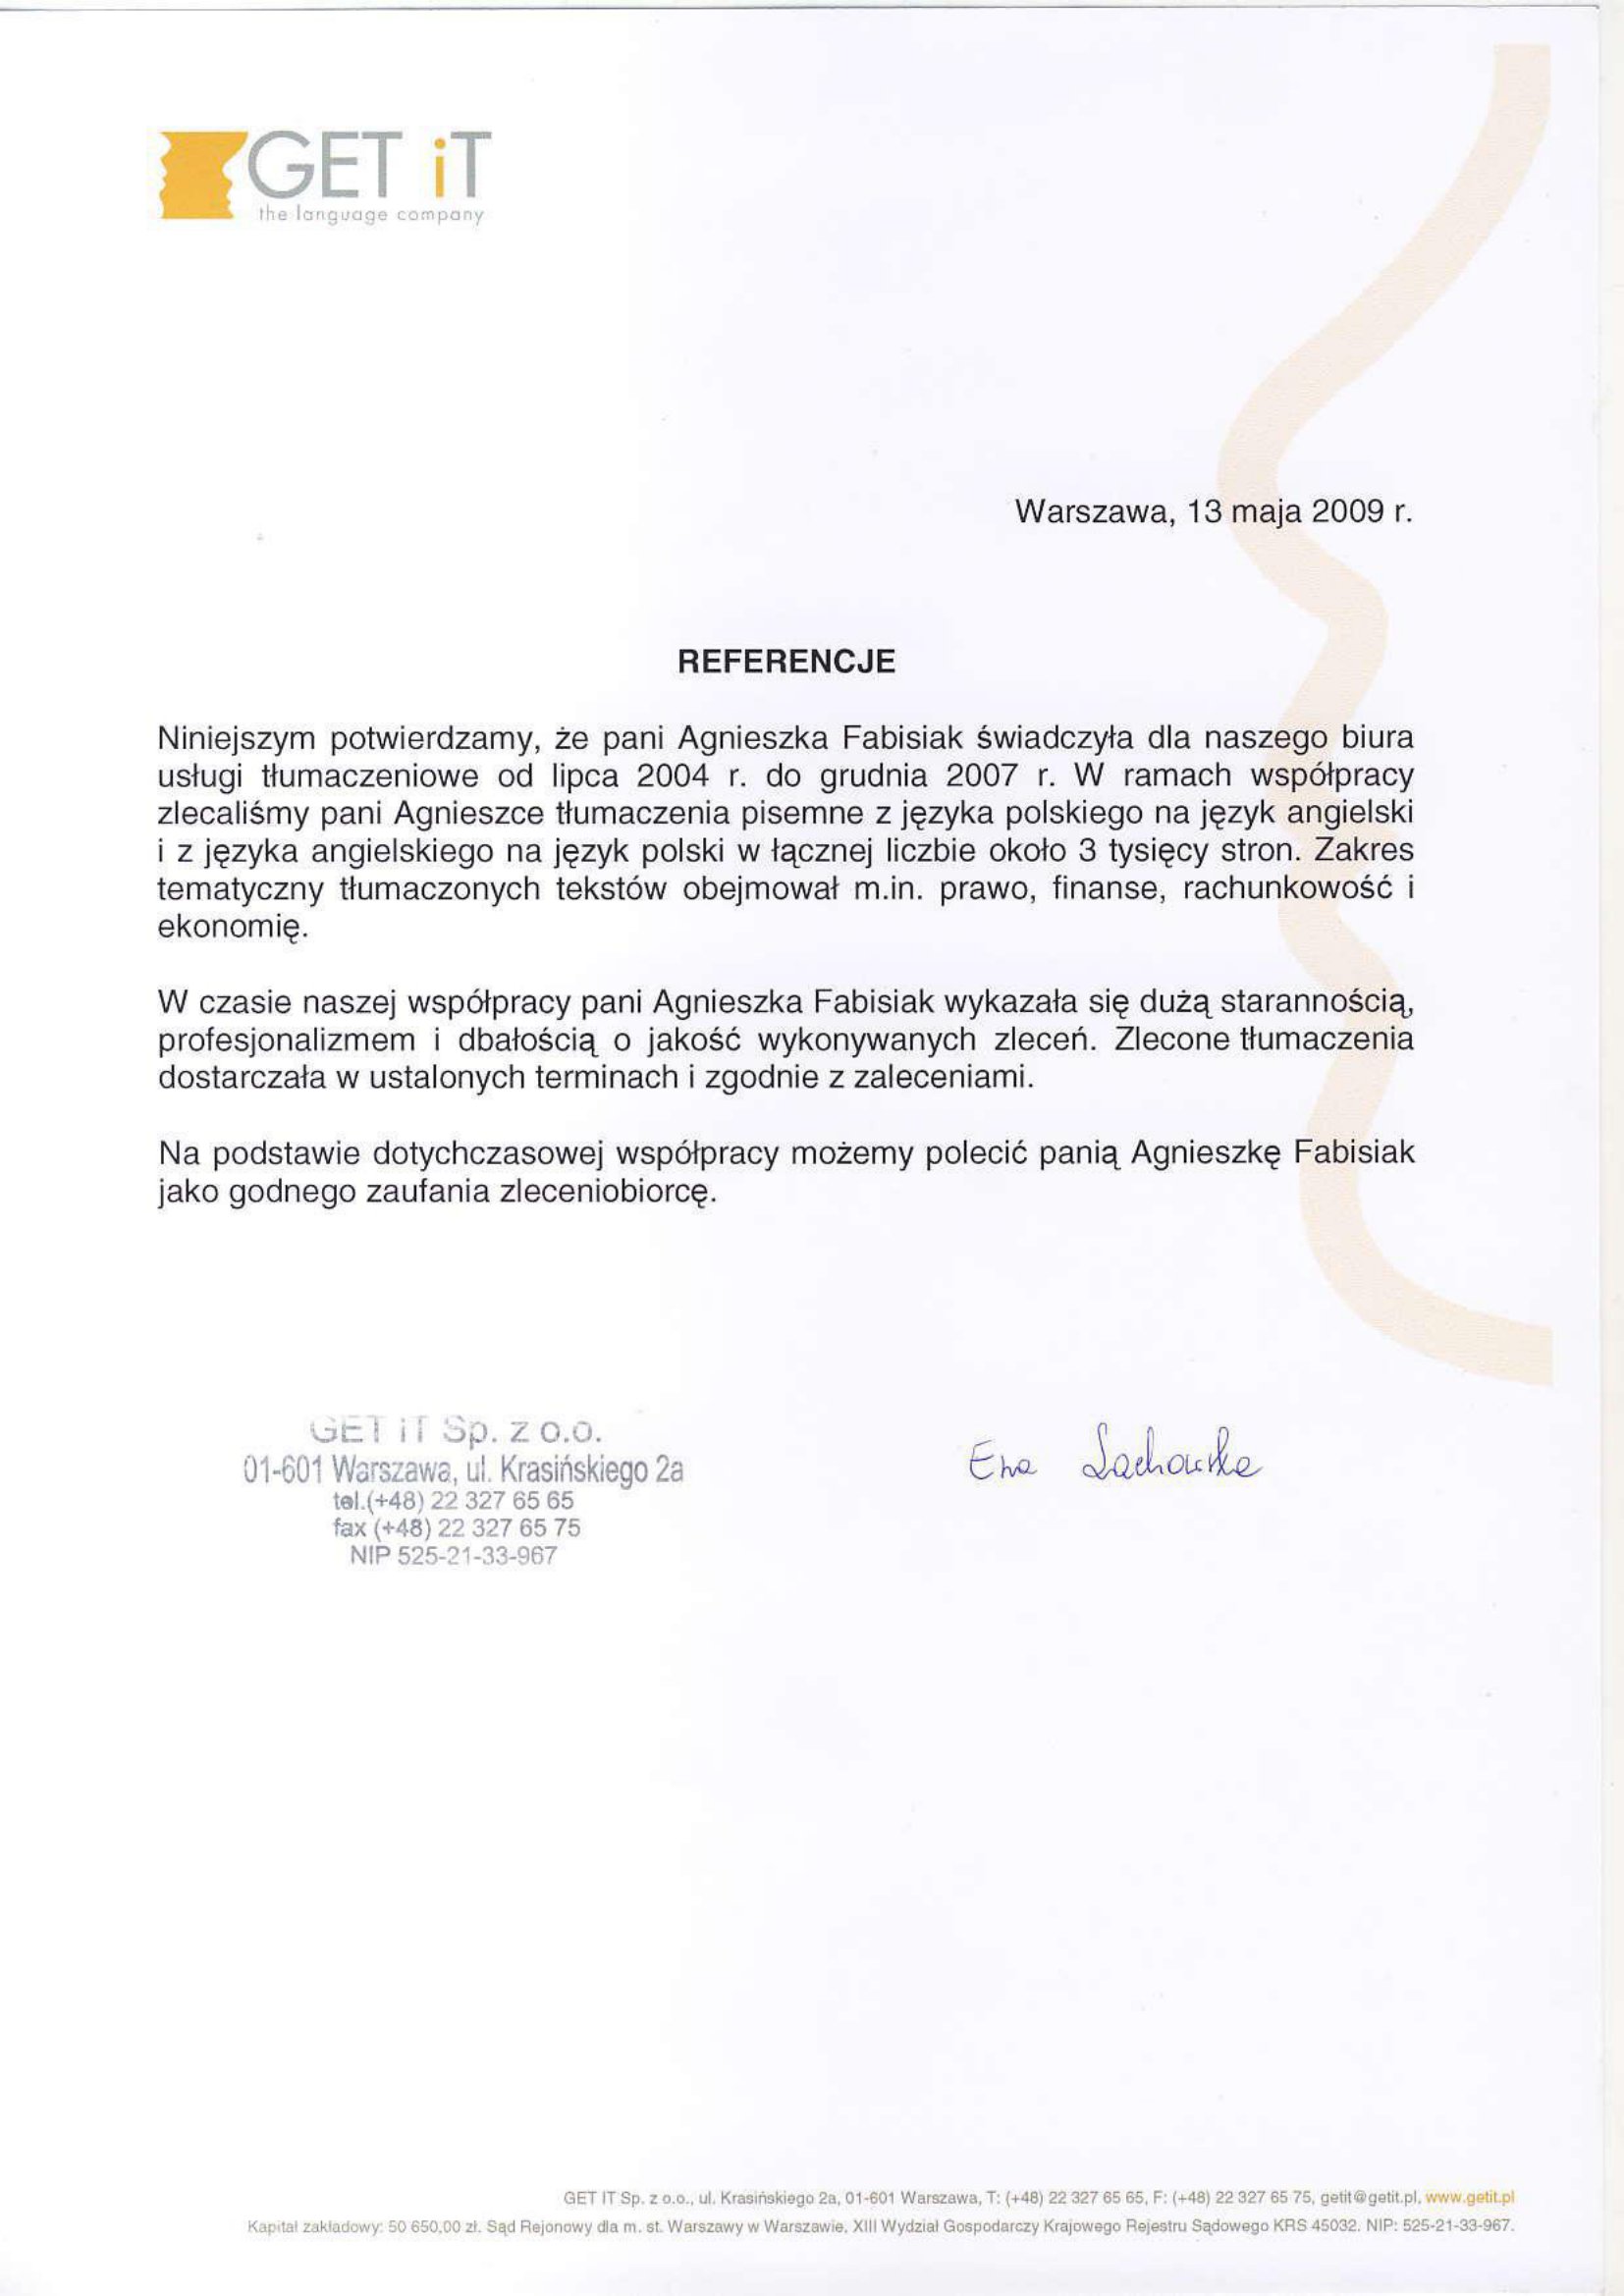 GET iT
the language company
Warszawa, 13 maja 2009 r.
REFERENCJE
Niniejszym potwierdzamy, że pani Agnieszka Fabisiak świadczyła dla naszego biura
usługi tłumaczeniowe od lipca 2004 r. do grudnia 2007 r. W ramach współpracy
zlecaliśmy pani Agnieszce tłumaczenia pisemne z języka polskiego na język angielski
i z języka angielskiego na język polski w łącznej liczbie około 3 tysięcy stron. Zakres
tematyczny tłumaczonych tekstów obejmował m.in. prawo, finanse, rachunkowość i
ekonomię.
W czasie naszej współpracy pani Agnieszka Fabisiak wykazała się dużą starannością,
profesjonalizmem i dbałością o jakość wykonywanych zleceń. Zlecone tłumaczenia
dostarczała w ustalonych terminach i zgodnie z zaleceniami.
Na podstawie dotychczasowej współpracy możemy polecić panią Agnieszkę Fabisiak
jako godnego zaufania zleceniobiorcę.
GET iT Sp. z o.o.
01-601 Warszawa, ul. Krasińskiego 2a
tel.(+48) 22 327 65 65
fax (+48) 22 327 65 75
NIP 525-21-33-967
Ewa Lachowska
GET IT Sp. z o.o., ul. Krasińskiego 2a, 01-601 Warszawa, T: (+48) 22 327 65 65, F: (+48) 22 327 65 75, getit@getit.pl, www.getit.pl
Kapitał zakładowy: 50 650,00 zł. Sąd Rejonowy dla m. st. Warszawy w Warszawie, XIII Wydział Gospodarczy Krajowego Rejestru Sądowego KRS 45032. NIP: 525-21-33-967.